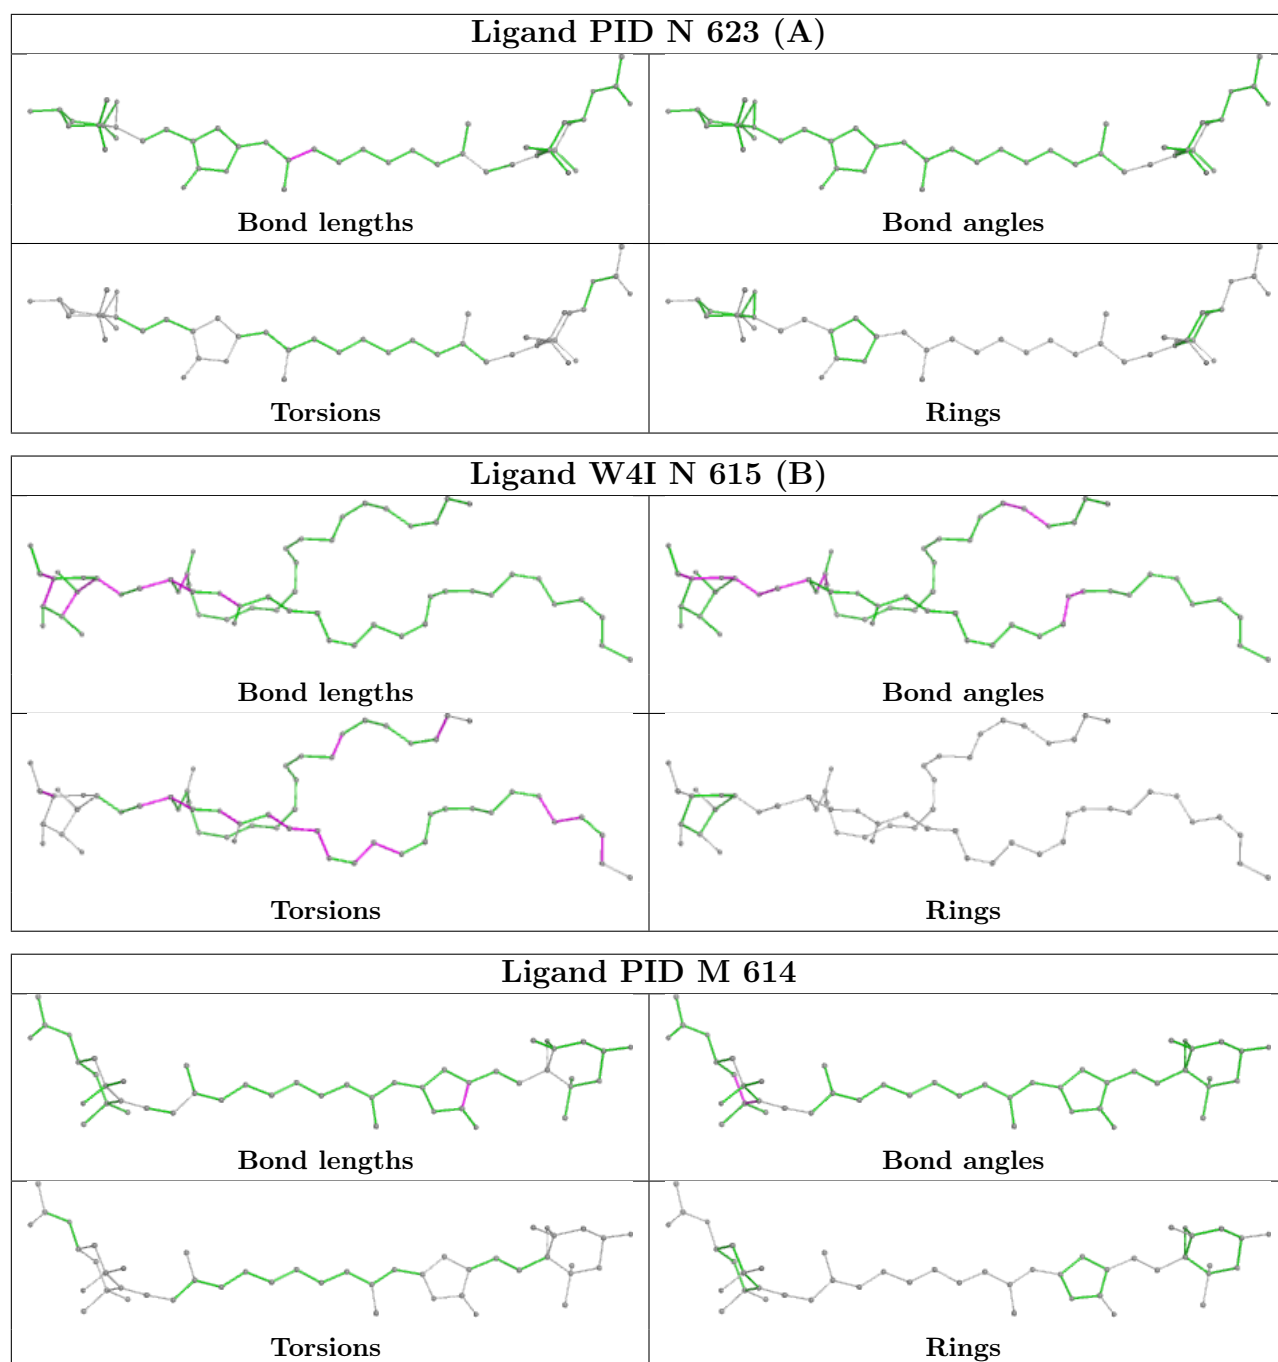 Ligand PID N 623 (A)
Bond lengths
Bond angles
Torsions
Rings
Ligand W4I N 615 (B)
Bond lengths
Bond angles
Torsions
Rings
Ligand PID M 614
Bond lengths
Bond angles
Torsions
Rings